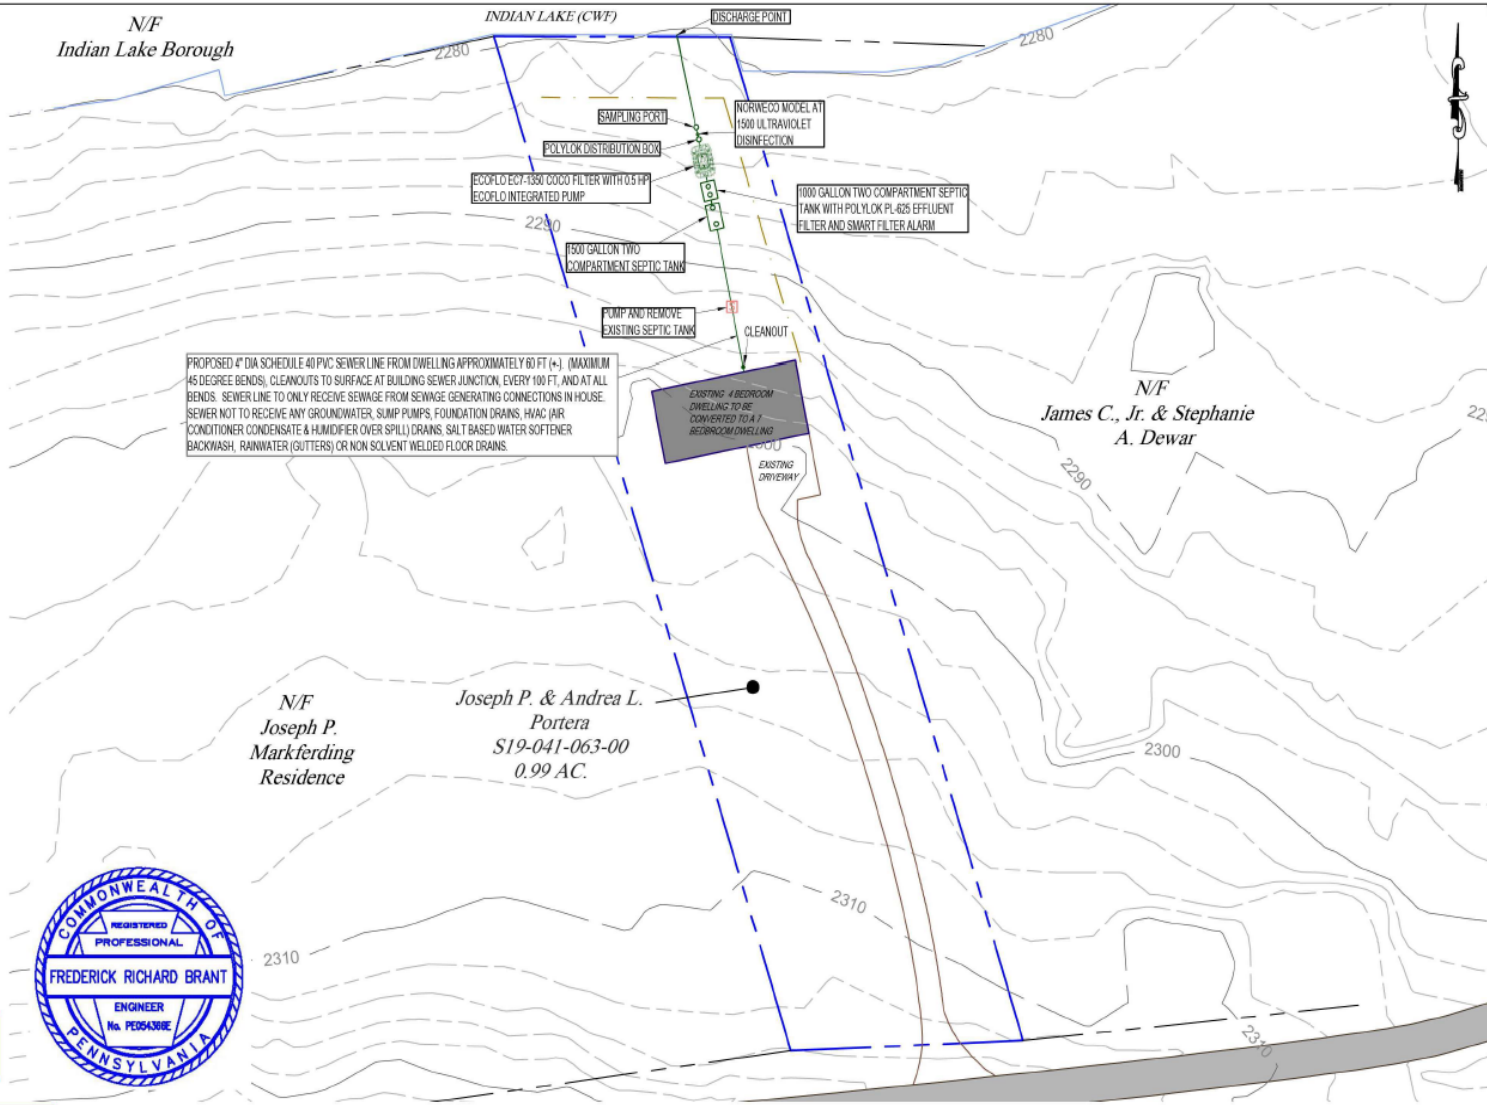 N/F
Indian Lake Borough
INDIAN LAKE (CWF)
DISCHARGE POINT
2280
2280
SAMPLING PORT
NORWECO MODEL AT
1500 ULTRAVIOLET
DISINFECTION
POLYLOK DISTRIBUTION BOX
ECOFLO EC7-1350 COCO FILTER WITH 0.5 HP
ECOFLO INTEGRATED PUMP
1000 GALLON TWO COMPARTMENT SEPTIC
TANK WITH POLYLOK PL-625 EFFLUENT
FILTER AND SMART FILTER ALARM
2290
1500 GALLON TWO
COMPARTMENT SEPTIC TANK
PUMP AND REMOVE
EXISTING SEPTIC TANK
CLEANOUT
PROPOSED 4" DIA SCHEDULE 40 PVC SEWER LINE FROM DWELLING APPROXIMATELY 60 FT (+-). (MAXIMUM
45 DEGREE BENDS), CLEANOUTS TO SURFACE AT BUILDING SEWER JUNCTION, EVERY 100 FT, AND AT ALL
BENDS. SEWER LINE TO ONLY RECEIVE SEWAGE FROM SEWAGE GENERATING CONNECTIONS IN HOUSE.
SEWER NOT TO RECEIVE ANY GROUNDWATER, SUMP PUMPS, FOUNDATION DRAINS, HVAC (AIR
CONDITIONER CONDENSATE & HUMIDIFIER OVER SPILL) DRAINS, SALT BASED WATER SOFTENER
BACKWASH, RAINWATER (GUTTERS) OR NON SOLVENT WELDED FLOOR DRAINS.
EXISTING 4 BEDROOM
DWELLING TO BE
CONVERTED TO A 7
BEDBROOM DWELLING
EXISTING
DRIVEWAY
N/F
James C., Jr. & Stephanie
A. Dewar
22
2290
2300
N/F
Joseph P.
Markferding
Residence
Joseph P. & Andrea L.
Portera
S19-041-063-00
0.99 AC.
2310
2310
2310
COMMONWEALTH OF
REGISTERED
PROFESSIONAL
FREDERICK RICHARD BRANT
ENGINEER
No. PE054366E
PENNSYLVANIA